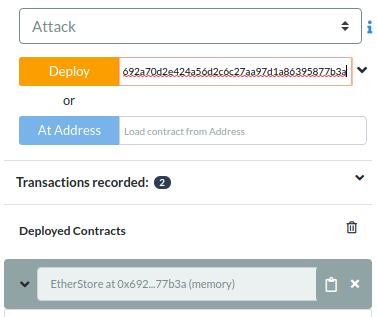 Attack
Deploy 692a70d2e424a56d2c6c27aa97d1a86395877b3a
or
At Address Load contract from Address
Transactions recorded: 2
Deployed Contracts
EtherStore at 0x692...77b3a (memory)